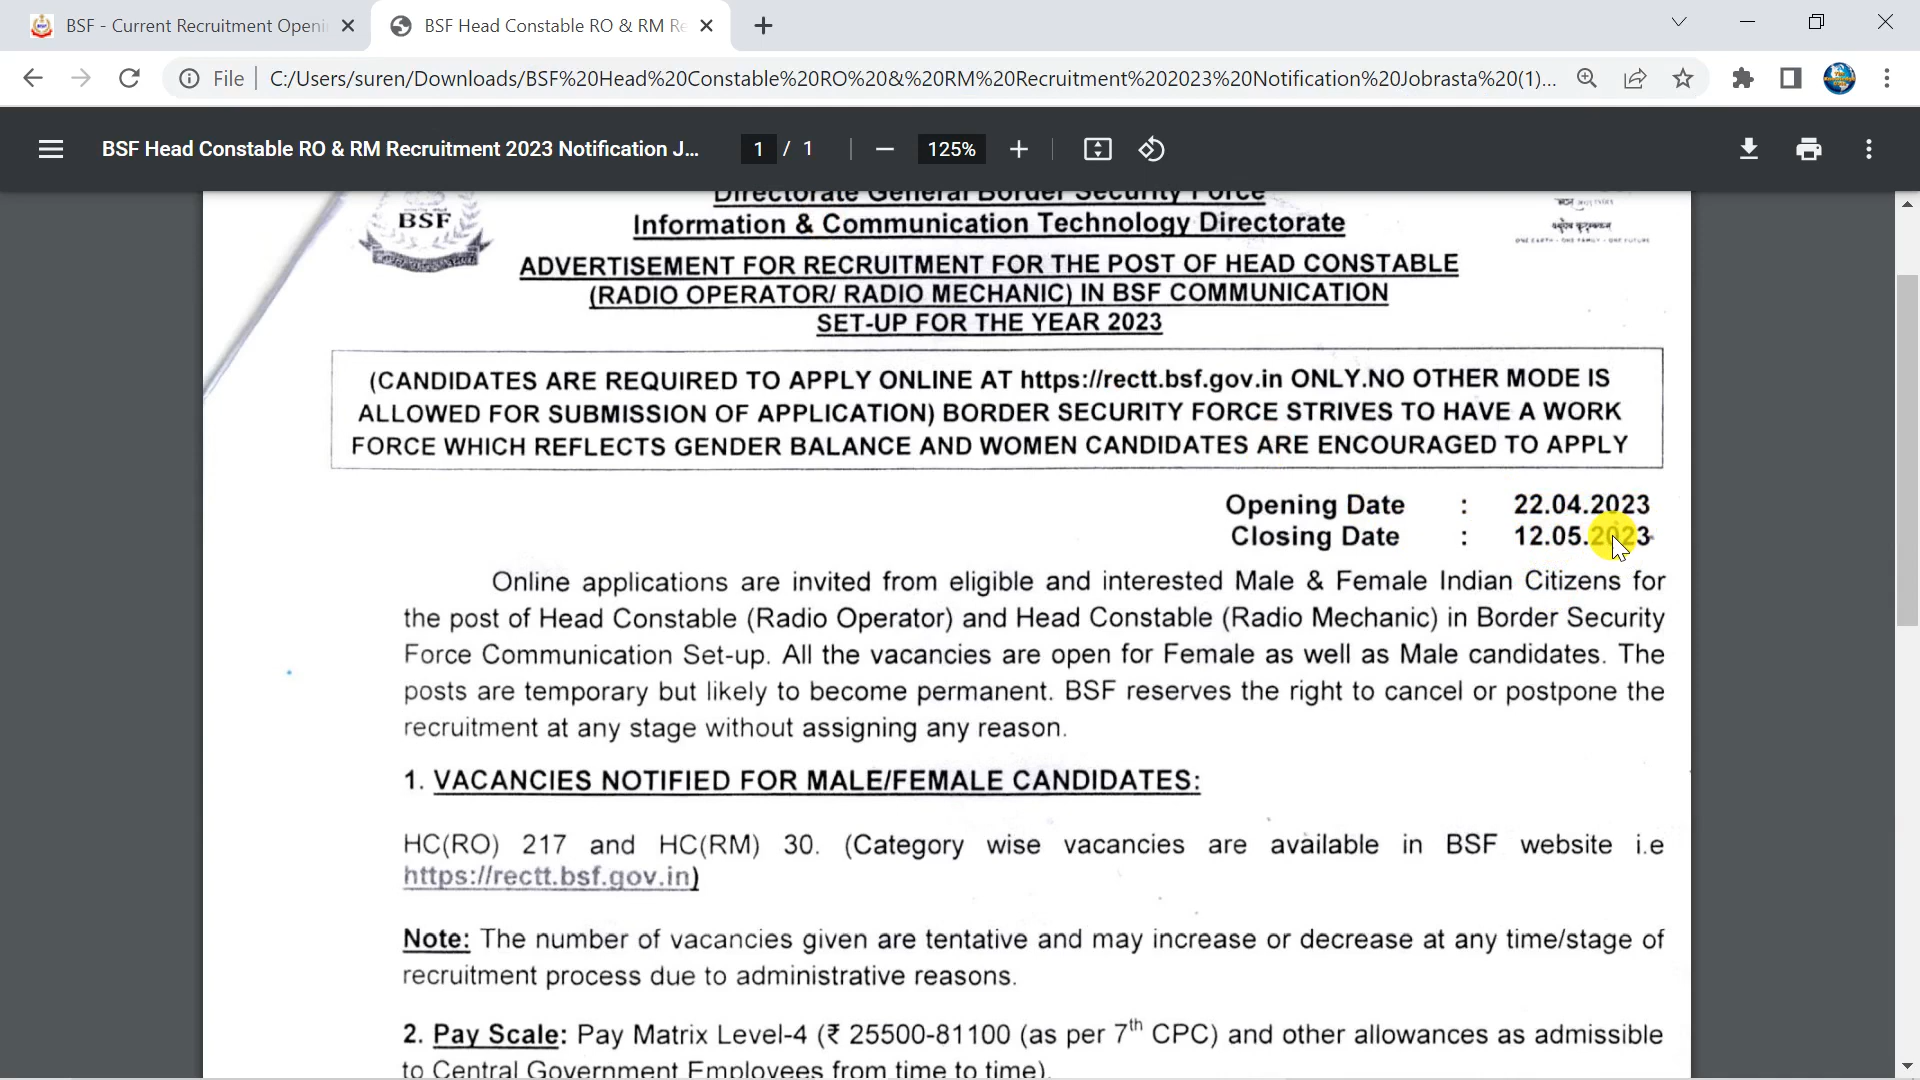 BSF - Current Recruitment Openi
BSF Head Constable RO & RM Re
File
C:/Users/suren/Downloads/BSF%20Head%20Constable%20RO%20&%20RM%20Recruitment%202023%20Notification%20Jobrasta%20(1)...
BSF Head Constable RO & RM Recruitment 2023 Notification J...
1 / 1
125%
BSF
Directorate General Border Security Force
Information & Communication Technology Directorate
ONE EARTH • ONE FAMILY • ONE FUTURE
ADVERTISEMENT FOR RECRUITMENT FOR THE POST OF HEAD CONSTABLE
(RADIO OPERATOR/ RADIO MECHANIC) IN BSF COMMUNICATION
SET-UP FOR THE YEAR 2023
(CANDIDATES ARE REQUIRED TO APPLY ONLINE AT https://rectt.bsf.gov.in ONLY.NO OTHER MODE IS
ALLOWED FOR SUBMISSION OF APPLICATION) BORDER SECURITY FORCE STRIVES TO HAVE A WORK
FORCE WHICH REFLECTS GENDER BALANCE AND WOMEN CANDIDATES ARE ENCOURAGED TO APPLY
Opening Date : 22.04.2023
Closing Date : 12.05.2023
Online applications are invited from eligible and interested Male & Female Indian Citizens for
the post of Head Constable (Radio Operator) and Head Constable (Radio Mechanic) in Border Security
Force Communication Set-up. All the vacancies are open for Female as well as Male candidates. The
posts are temporary but likely to become permanent. BSF reserves the right to cancel or postpone the
recruitment at any stage without assigning any reason.
1. VACANCIES NOTIFIED FOR MALE/FEMALE CANDIDATES:
HC(RO) 217 and HC(RM) 30. (Category wise vacancies are available in BSF website i.e
https://rectt.bsf.gov.in)
Note: The number of vacancies given are tentative and may increase or decrease at any time/stage of
recruitment process due to administrative reasons.
2. Pay Scale: Pay Matrix Level-4 (₹ 25500-81100 (as per 7th CPC) and other allowances as admissible
to Central Government Employees from time to time).